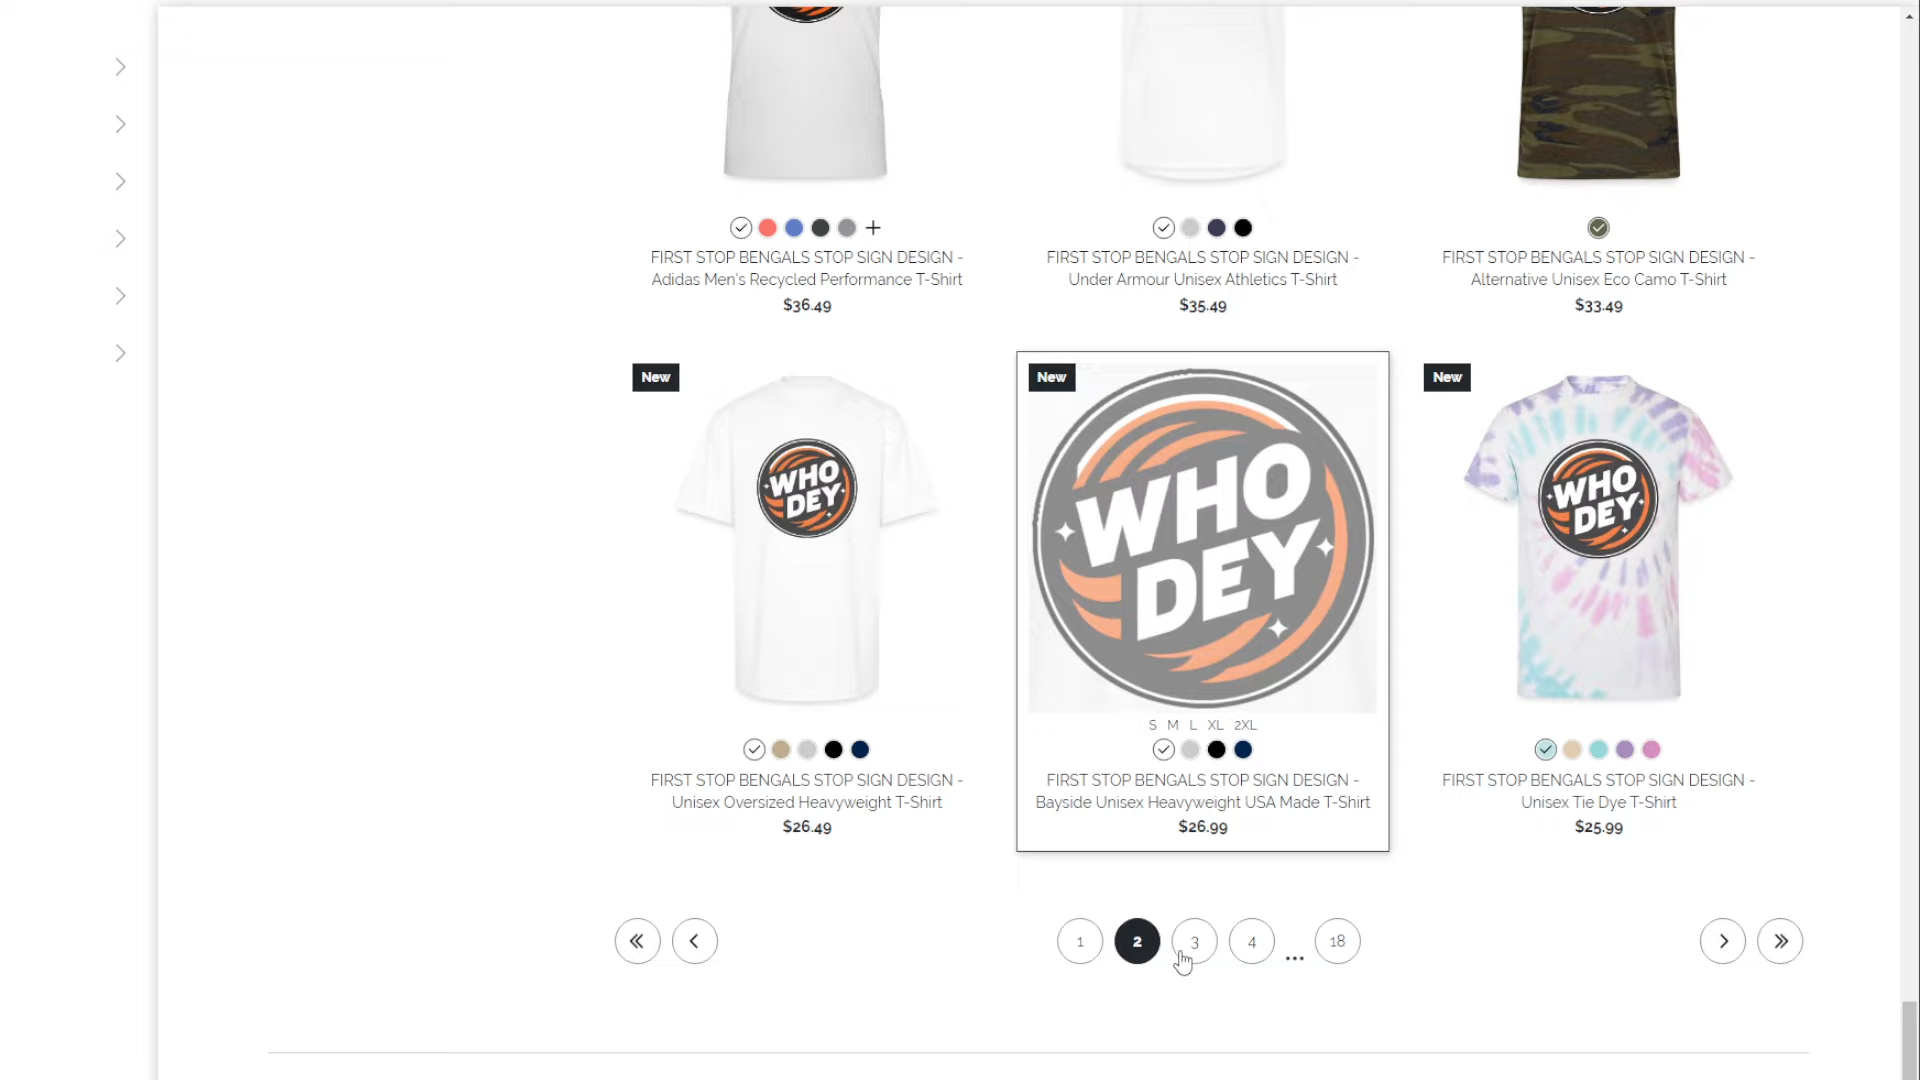 FIRST STOP BENGALS STOP SIGN DESIGN -
Adidas Men's Recycled Performance T-Shirt
$36.49
FIRST STOP BENGALS STOP SIGN DESIGN -
Under Armour Unisex Athletics T-Shirt
$35.49
FIRST STOP BENGALS STOP SIGN DESIGN -
Alternative Unisex Eco Camo T-Shirt
$33.49
New
WHO
DEY
FIRST STOP BENGALS STOP SIGN DESIGN -
Unisex Oversized Heavyweight T-Shirt
$26.49
New
WHO
DEY
S M L XL 2XL
FIRST STOP BENGALS STOP SIGN DESIGN -
Bayside Unisex Heavyweight USA Made T-Shirt
$26.99
New
WHO
DEY
FIRST STOP BENGALS STOP SIGN DESIGN -
Unisex Tie Dye T-Shirt
$25.99
1 2 3 4 ... 18